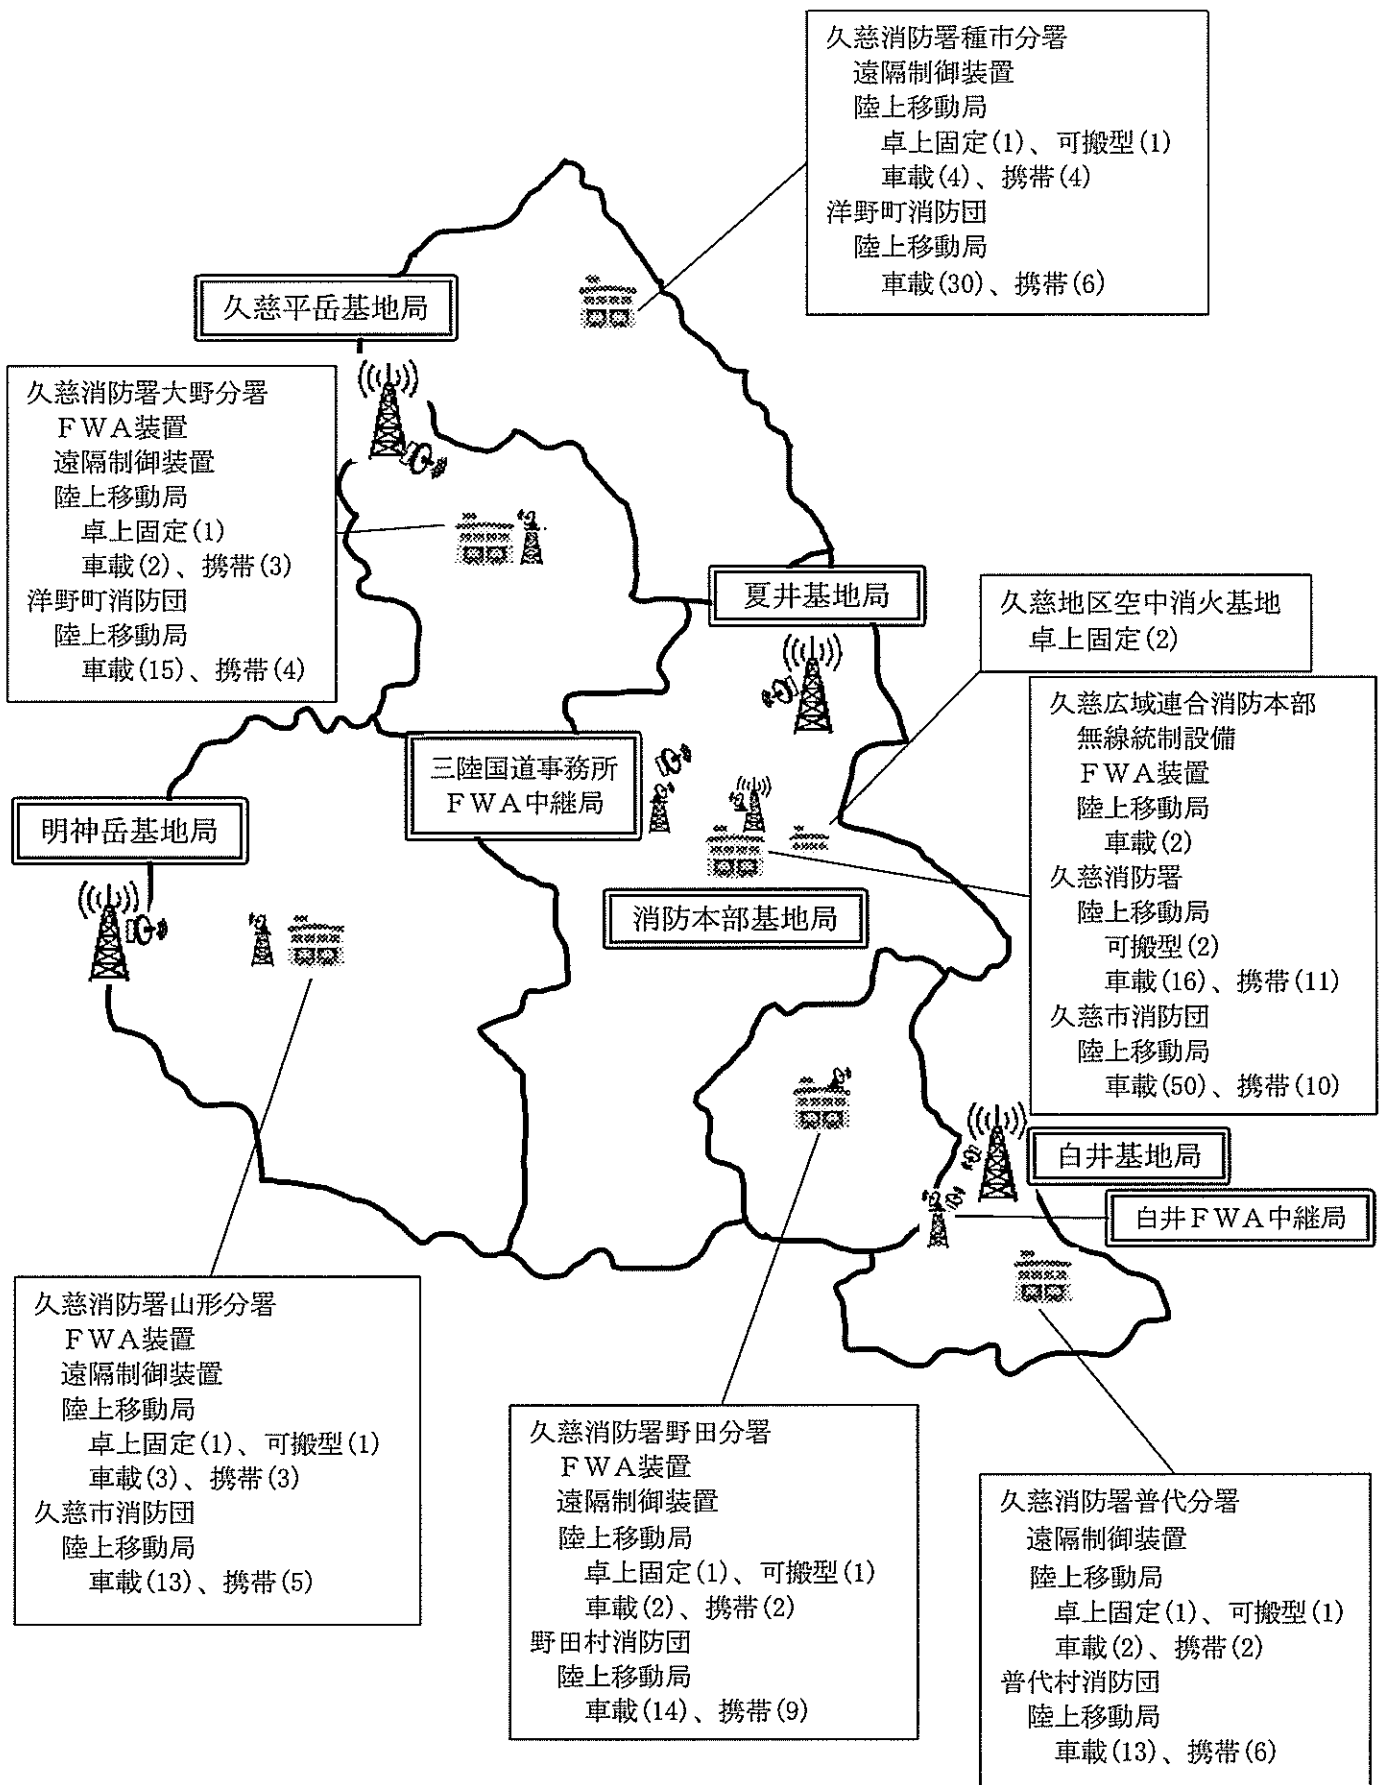 久慈消防署種市分署
遠隔制御装置
陸上移動局
卓上固定(1)、可搬型(1)
車載(4)、携帯(4)
洋野町消防団
陸上移動局
車載(30)、携帯(6)
久慈平岳基地局
久慈消防署大野分署
ＦＷＡ装置
遠隔制御装置
陸上移動局
卓上固定(1)
車載(2)、携帯(3)
洋野町消防団
陸上移動局
車載(15)、携帯(4)
夏井基地局
久慈地区空中消火基地
卓上固定(2)
久慈広域連合消防本部
無線統制設備
ＦＷＡ装置
陸上移動局
車載(2)
久慈消防署
陸上移動局
可搬型(2)
車載(16)、携帯(11)
久慈市消防団
陸上移動局
車載(50)、携帯(10)
三陸国道事務所
ＦＷＡ中継局
明神岳基地局
消防本部基地局
白井基地局
白井ＦＷＡ中継局
久慈消防署山形分署
ＦＷＡ装置
遠隔制御装置
陸上移動局
卓上固定(1)、可搬型(1)
車載(3)、携帯(3)
久慈市消防団
陸上移動局
車載(13)、携帯(5)
久慈消防署野田分署
ＦＷＡ装置
遠隔制御装置
陸上移動局
卓上固定(1)、可搬型(1)
車載(2)、携帯(2)
野田村消防団
陸上移動局
車載(14)、携帯(9)
久慈消防署普代分署
遠隔制御装置
陸上移動局
卓上固定(1)、可搬型(1)
車載(2)、携帯(2)
普代村消防団
陸上移動局
車載(13)、携帯(6)